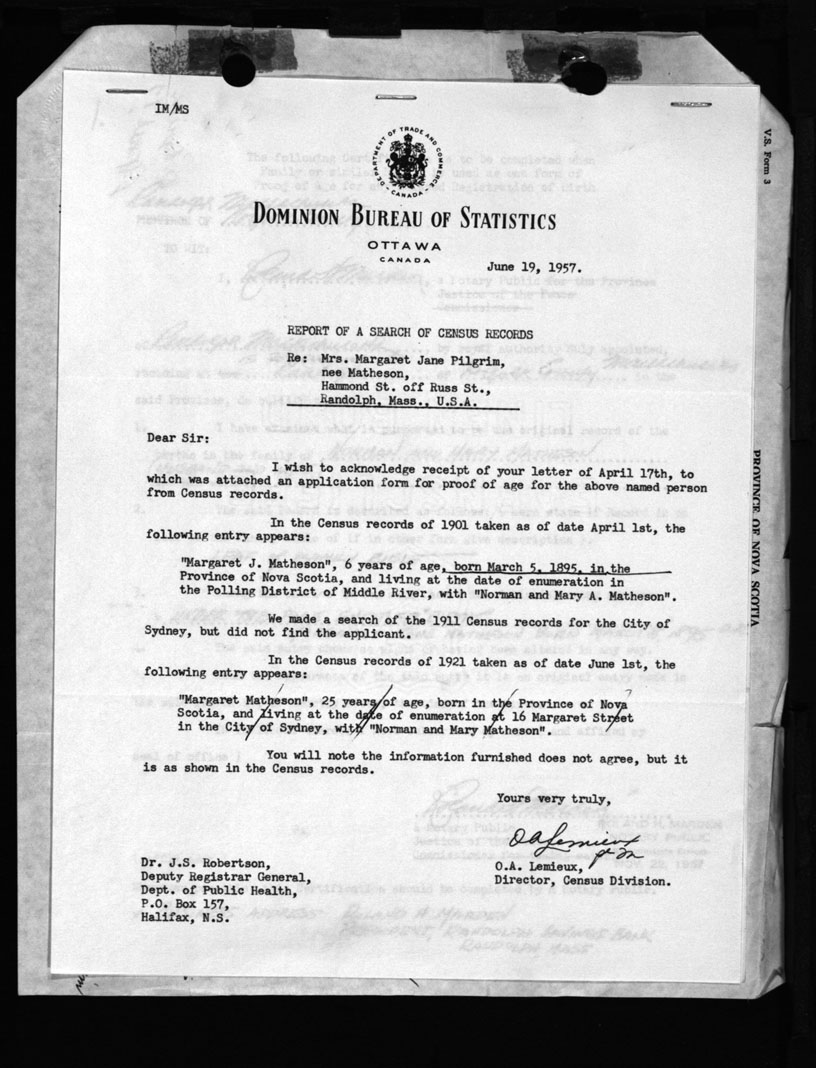 IM/MS
DEPARTMENT OF TRADE AND COMMERCE
CANADA
DOMINION BUREAU OF STATISTICS
OTTAWA
CANADA
June 19, 1957.
REPORT OF A SEARCH OF CENSUS RECORDS
Re: Mrs. Margaret Jane Pilgrim,
nee Matheson,
Hammond St. off Russ St.,
Randolph, Mass., U.S.A.
Dear Sir:
I wish to acknowledge receipt of your letter of April 17th, to
which was attached an application form for proof of age for the above named person
from Census records.
In the Census records of 1901 taken as of date April 1st, the
following entry appears:
"Margaret J. Matheson", 6 years of age, born March 5, 1895, in the
Province of Nova Scotia, and living at the date of enumeration in
the Polling District of Middle River, with "Norman and Mary A. Matheson".
We made a search of the 1911 Census records for the City of
Sydney, but did not find the applicant.
In the Census records of 1921 taken as of date June 1st, the
following entry appears:
"Margaret Matheson", 25 years of age, born in the Province of Nova
Scotia, and living at the date of enumeration at 16 Margaret Street
in the City of Sydney, with "Norman and Mary Matheson".
You will note the information furnished does not agree, but it
is as shown in the Census records.
Yours very truly,
O.A. Lemieux,
Director, Census Division.
Dr. J.S. Robertson,
Deputy Registrar General,
Dept. of Public Health,
P.O. Box 157,
Halifax, N.S.
V.S. Form 3
PROVINCE OF NOVA SCOTIA